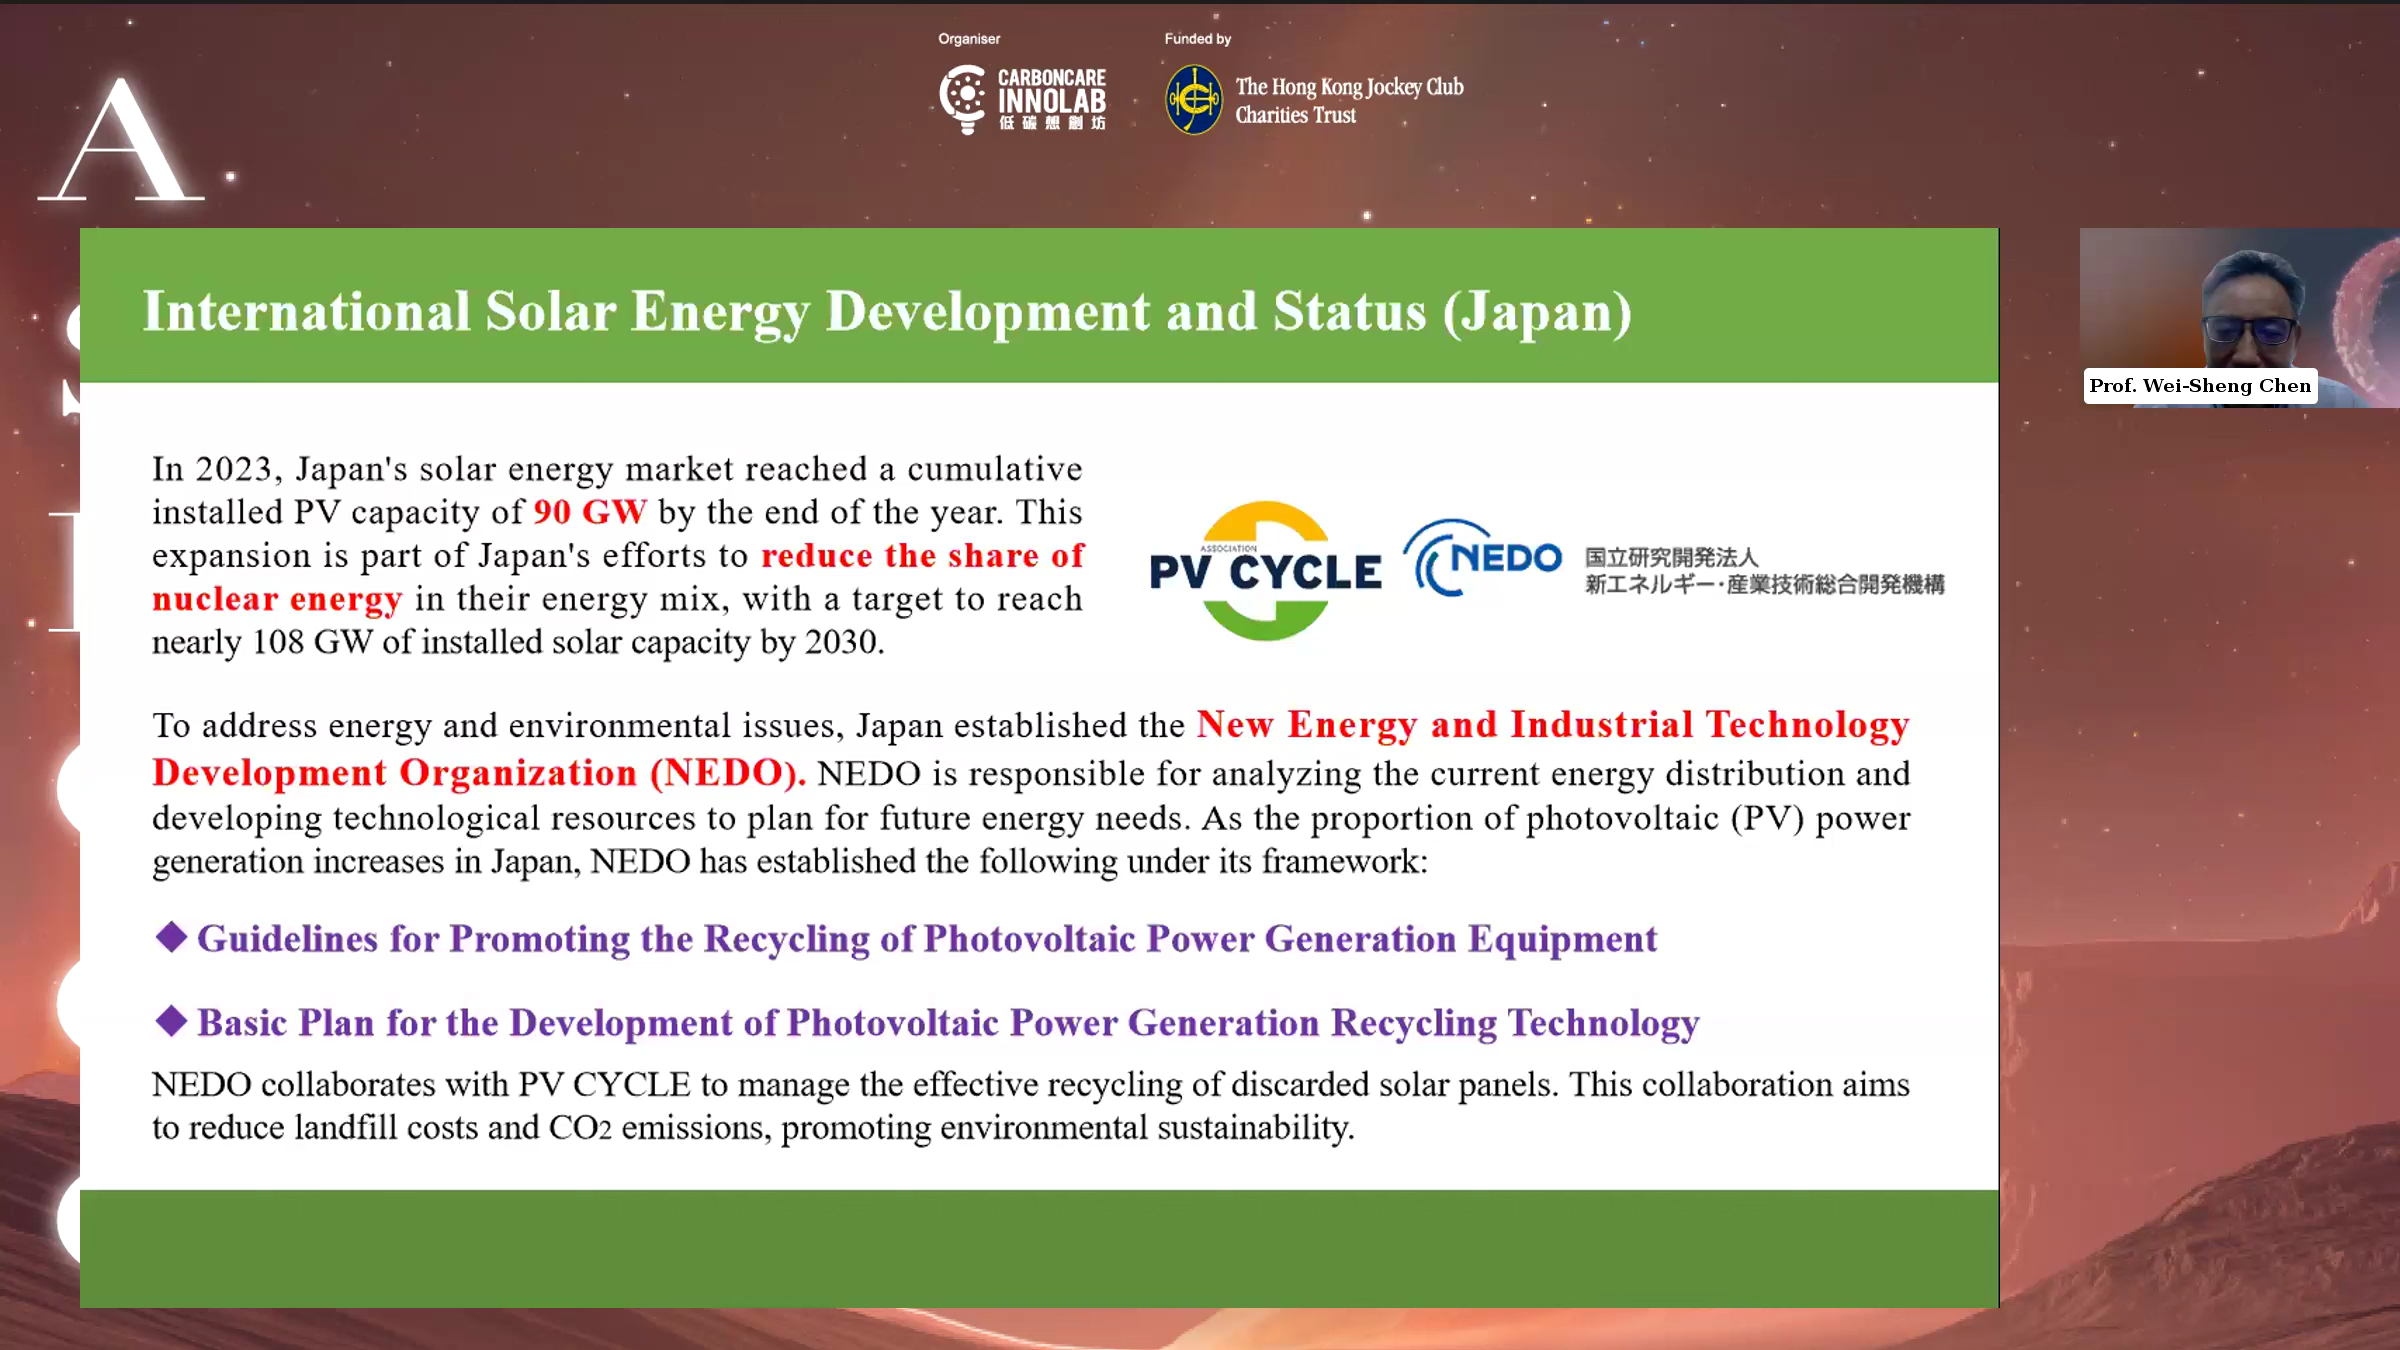 Organiser
Funded by
CARBONCARE
INNOLAB
低碳想創坊
The Hong Kong Jockey Club
Charities Trust
A
International Solar Energy Development and Status (Japan)
Prof. Wei-Sheng Chen
In 2023, Japan's solar energy market reached a cumulative
installed PV capacity of 90 GW by the end of the year. This
expansion is part of Japan's efforts to reduce the share of
nuclear energy in their energy mix, with a target to reach
nearly 108 GW of installed solar capacity by 2030.
ASSOCIATION
PV CYCLE
NEDO
国立研究開発法人
新エネルギー・産業技術総合開発機構
To address energy and environmental issues, Japan established the New Energy and Industrial Technology
Development Organization (NEDO). NEDO is responsible for analyzing the current energy distribution and
developing technological resources to plan for future energy needs. As the proportion of photovoltaic (PV) power
generation increases in Japan, NEDO has established the following under its framework:
◆ Guidelines for Promoting the Recycling of Photovoltaic Power Generation Equipment
◆ Basic Plan for the Development of Photovoltaic Power Generation Recycling Technology
NEDO collaborates with PV CYCLE to manage the effective recycling of discarded solar panels. This collaboration aims
to reduce landfill costs and CO2 emissions, promoting environmental sustainability.